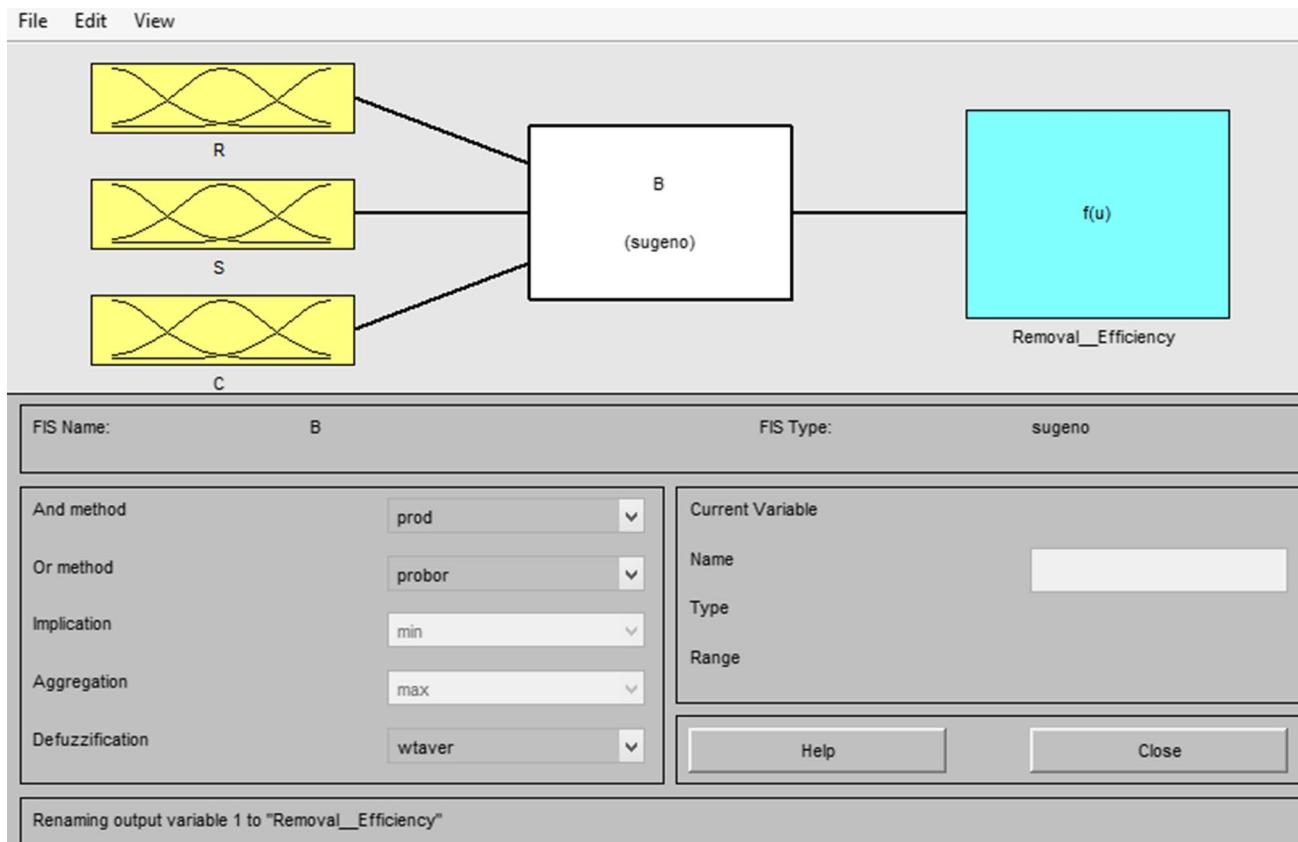 File Edit View
R
S
C
B
(sugeno)
f(u)
Removal__Efficiency
FIS Name: B FIS Type: sugeno
And method prod
Or method probor
Implication min
Aggregation max
Defuzzification wtaver
Current Variable
Name
Type
Range
Help Close
Renaming output variable 1 to "Removal__Efficiency"